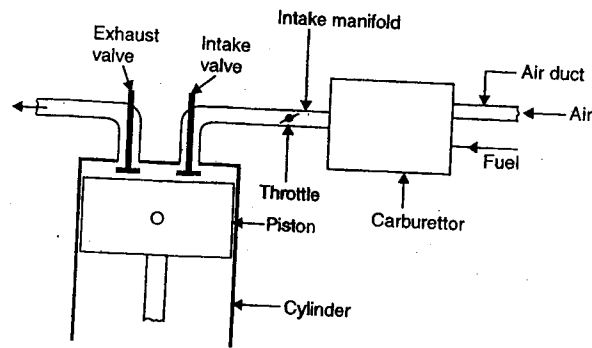 Exhaust
valve
Intake
valve
Intake manifold
Air duct
Air
Fuel
Throttle
Carburettor
Piston
Cylinder